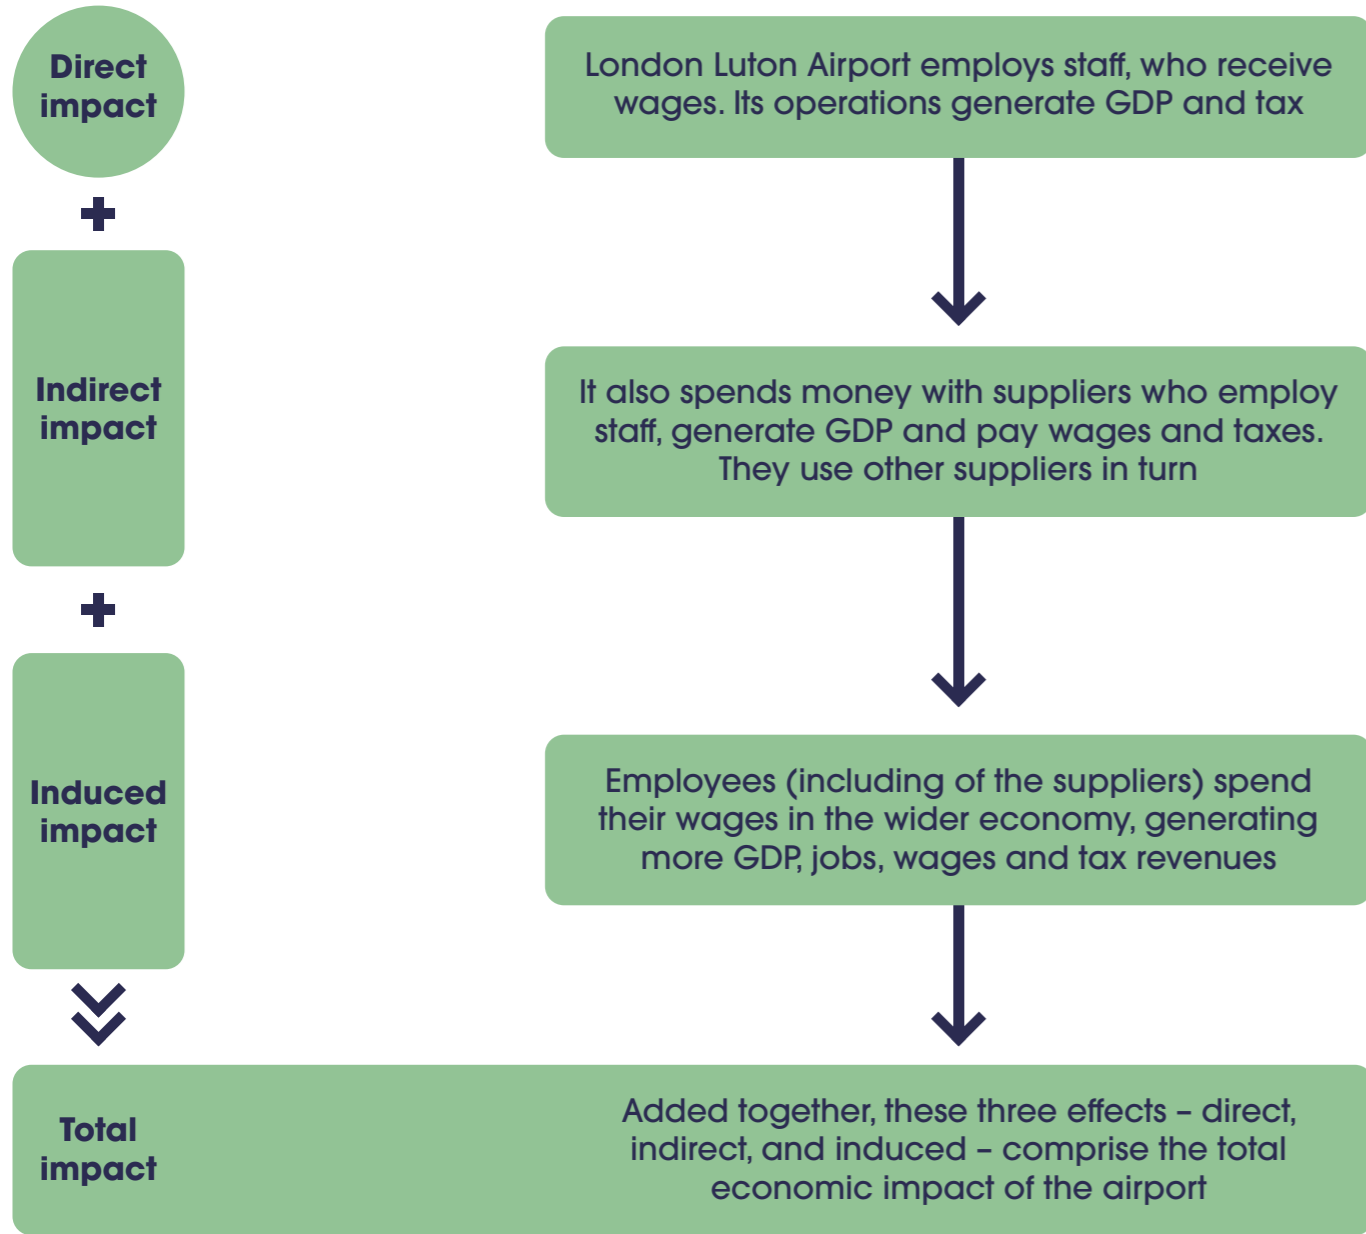 Direct
impact
London Luton Airport employs staff, who receive
wages. Its operations generate GDP and tax
+
Indirect
impact
It also spends money with suppliers who employ
staff, generate GDP and pay wages and taxes.
They use other suppliers in turn
+
Induced
impact
Employees (including of the suppliers) spend
their wages in the wider economy, generating
more GDP, jobs, wages and tax revenues
Total
impact
Added together, these three effects – direct,
indirect, and induced – comprise the total
economic impact of the airport